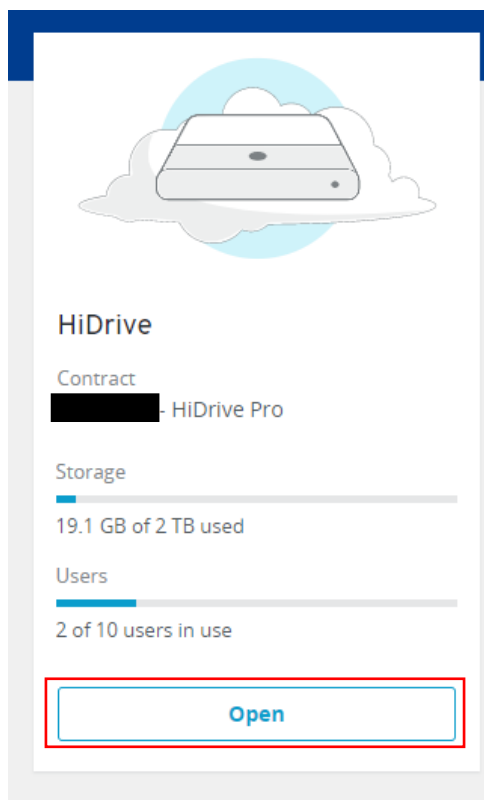 HiDrive
Contract
- HiDrive Pro
Storage
19.1 GB of 2 TB used
Users
2 of 10 users in use
Open